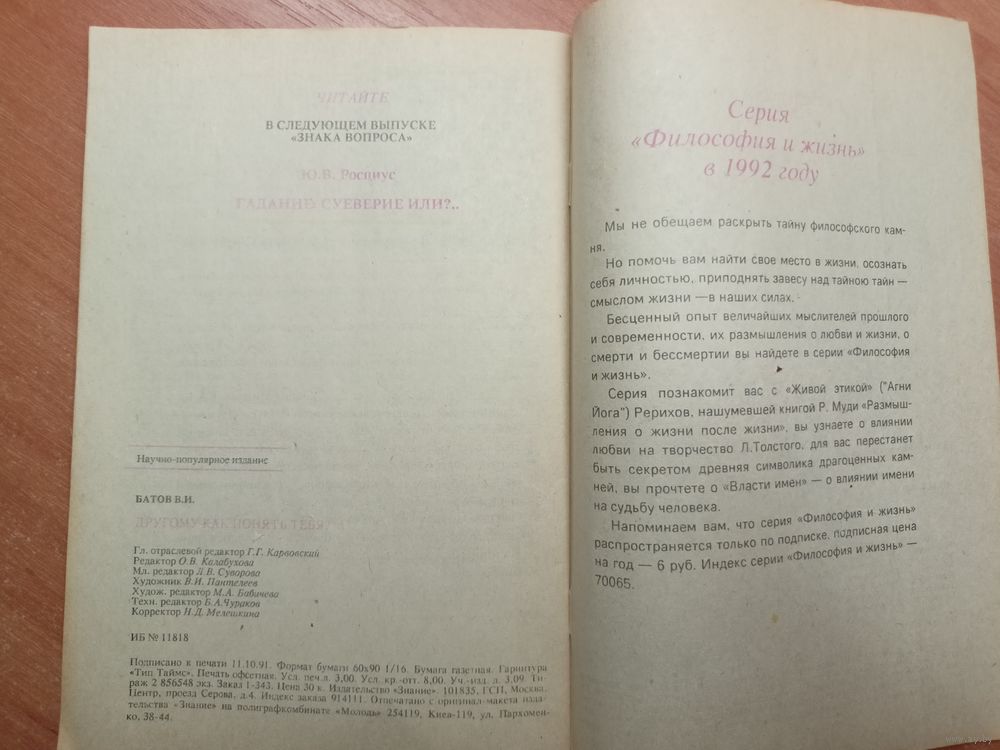 ЧИТАЙТЕ
В СЛЕДУЮЩЕМ ВЫПУСКЕ
«ЗНАКА ВОПРОСА»
Ю.В. Росциус
ГАДАНИЕ: СУЕВЕРИЕ ИЛИ?..
Научно-популярное издание
БАТОВ В.И.
ДРУГОМУ КАК ПОНЯТЬ ТЕБЯ?
Гл. отраслевой редактор Г.Г. Карвовский
Редактор О.В. Калабухова
Мл. редактор Л.В. Суворова
Художник В.И. Пантелеев
Худож. редактор М.А. Бабичева
Техн. редактор Б.А.Чураков
Корректор Н.Д. Мелешкина
ИБ № 11818
Подписано к печати 11.10.91. Формат бумаги 60x90 1/16. Бумага газетная. Гарнитура
«Тип Таймс». Печать офсетная. Усл. печ.л. 3,00. Усл. кр.-отт. 8,00. Уч.-изд. л. 3,09. Ти-
раж 2 856548 экз. Заказ 1-343. Цена 30 к. Издательство «Знание». 101835, ГСП, Москва,
Центр, проезд Серова, д.4. Индекс заказа 914111. Отпечатано с оригинал-макета изда-
тельства «Знание» на полиграфкомбинате «Молодь» 254119, Киев-119, ул. Пархомен-
ко, 38-44.
Серия
«Философия и жизнь»
в 1992 году
Мы не обещаем раскрыть тайну философского кам-
ня.
Но помочь вам найти свое место в жизни, осознать
себя личностью, приподнять завесу над тайною тайн —
смыслом жизни —в наших силах.
Бесценный опыт величайших мыслителей прошлого
и современности, их размышления о любви и жизни, о
смерти и бессмертии вы найдете в серии «Философия
и жизнь».
Серия познакомит вас с «Живой этикой» ("Агни
Йога") Рерихов, нашумевшей книгой Р. Муди «Размыш-
ления о жизни после жизни», вы узнаете о влиянии
любви на творчество Л.Толстого, для вас перестанет
быть секретом древняя символика драгоценных кам-
ней, вы прочтете о «Власти имен» — о влиянии имени
на судьбу человека.
Напоминаем вам, что серия «Философия и жизнь»
распространяется только по подписке, подписная цена
на год — 6 руб. Индекс серии «Философия и жизнь» —
70065.